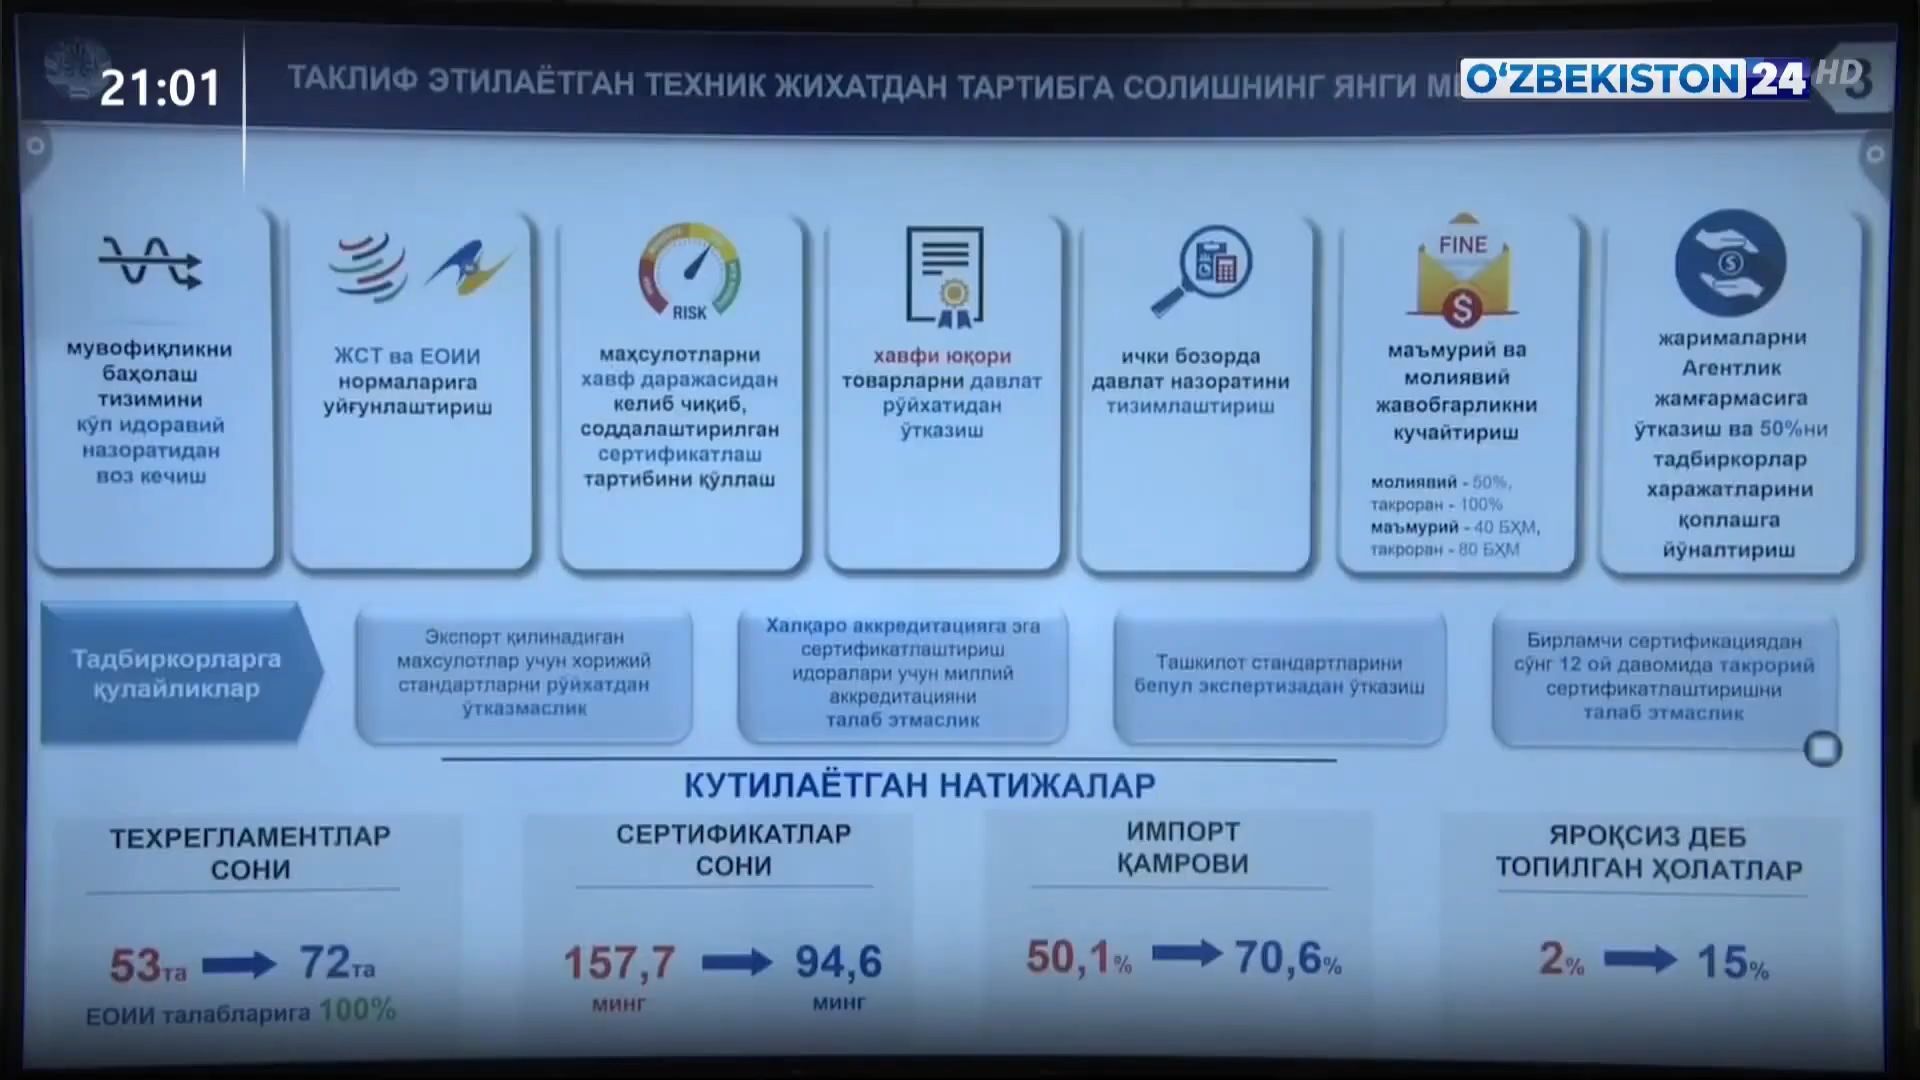 21:01
ТАКЛИФ ЭТИЛАЁТГАН ТЕХНИК ЖИХАТДАН ТАРТИБГА СОЛИШНИНГ ЯНГИ
O‘ZBEKISTON 24 HD
3
мувофиқликни
баҳолаш
тизимини
кўп идоравий
назоратидан
воз кечиш
ЖСТ ва ЕОИИ
нормаларига
уйғунлаштириш
RISK
маҳсулотларни
хавф даражасидан
келиб чиқиб,
соддалаштирилган
сертификатлаш
тартибини қўллаш
хавфи юқори
товарларни давлат
рўйхатидан
ўтказиш
ички бозорда
давлат назоратини
тизимлаштириш
FINE
$
маъмурий ва
молиявий
жавобгарликни
кучайтириш
молиявий - 50%,
такроран - 100%
маъмурий - 40 БҲМ,
такроран - 80 БҲМ
$
жарималарни
Агентлик
жамғармасига
ўтказиш ва 50%ни
тадбиркорлар
харажатларини
қоплашга
йўналтириш
Тадбиркорларга
қулайликлар
Экспорт қилинадиган
махсулотлар учун хорижий
стандартларни рўйхатдан
ўтказмаслик
Халқаро аккредитацияга эга
сертификатлаштириш
идоралари учун миллий
аккредитацияни
талаб этмаслик
Ташкилот стандартларини
бепул экспертизадан ўтказиш
Бирламчи сертификациядан
сўнг 12 ой давомида такрорий
сертификатлаштиришни
талаб этмаслик
КУТИЛАЁТГАН НАТИЖАЛАР
ТЕХРЕГЛАМЕНТЛАР
СОНИ
53та 72та
ЕОИИ талабларига 100%
СЕРТИФИКАТЛАР
СОНИ
157,7 94,6
минг минг
ИМПОРТ
ҚАМРОВИ
50,1% 70,6%
ЯРОҚСИЗ ДЕБ
ТОПИЛГАН ҲОЛАТЛАР
2% 15%